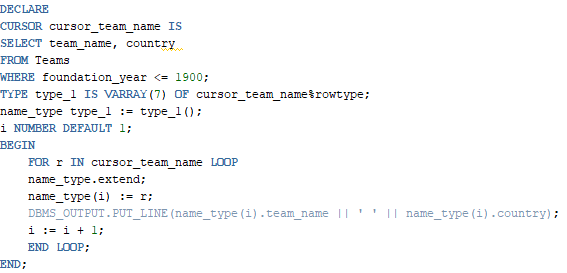 DECLARE
CURSOR cursor_team_name IS
SELECT team_name, country
FROM Teams
WHERE foundation_year <= 1900;
TYPE type_1 IS VARRAY(7) OF cursor_team_name%rowtype;
name_type type_1 := type_1();
i NUMBER DEFAULT 1;
BEGIN
    FOR r IN cursor_team_name LOOP
    name_type.extend;
    name_type(i) := r;
    DBMS_OUTPUT.PUT_LINE(name_type(i).team_name || ' ' || name_type(i).country);
    i := i + 1;
    END LOOP;
END;